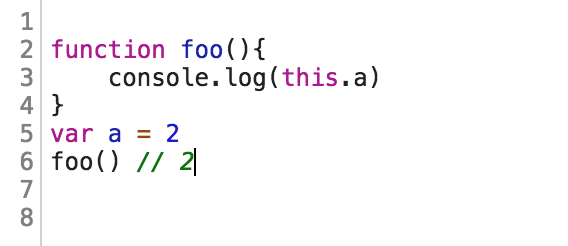 1
2 function foo(){
3     console.log(this.a)
4 }
5 var a = 2
6 foo() // 2
7
8